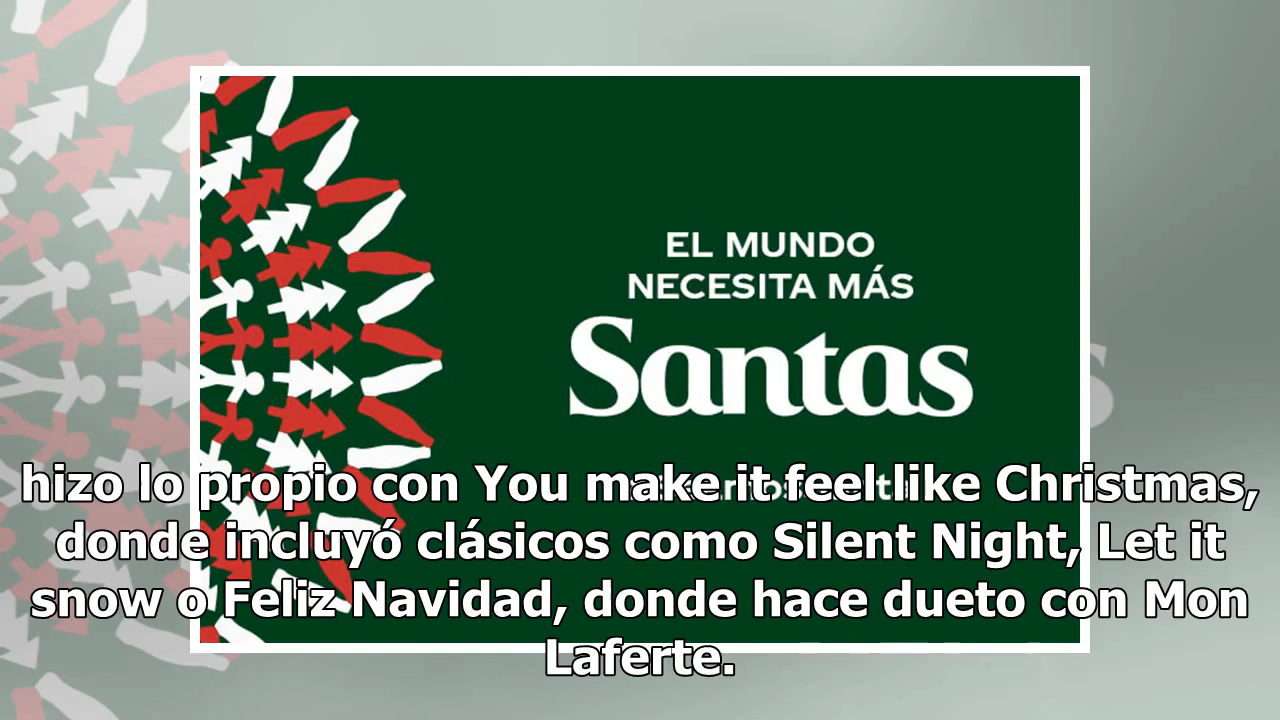 EL MUNDO
NECESITA MÁS
Santas
hizo lo propio con You make it feel like Christmas,
donde incluyó clásicos como Silent Night, Let it
snow o Feliz Navidad, donde hace dueto con Mon
Laferte.